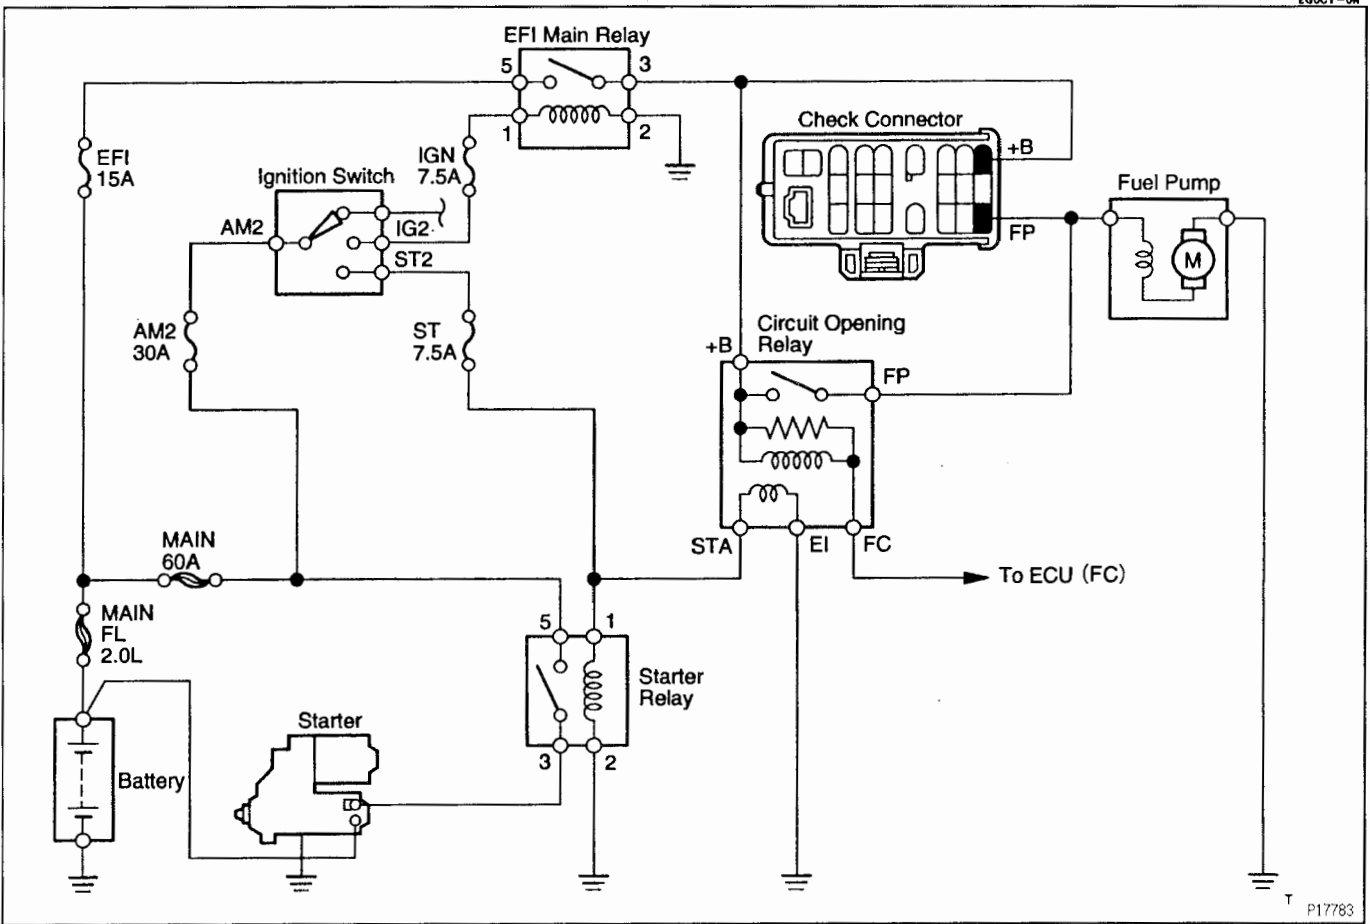 EFI Main Relay
5
3
1
2
Check Connector
+B
FP
Fuel Pump
M
EFI
15A
Ignition Switch
IGN
7.5A
AM2
IG2
ST2
AM2
30A
ST
7.5A
Circuit Opening
Relay
+B
FP
STA
EI
FC
To ECU (FC)
MAIN
60A
MAIN
FL
2.0L
5
1
Starter
Relay
3
2
Starter
Battery
T
P17783